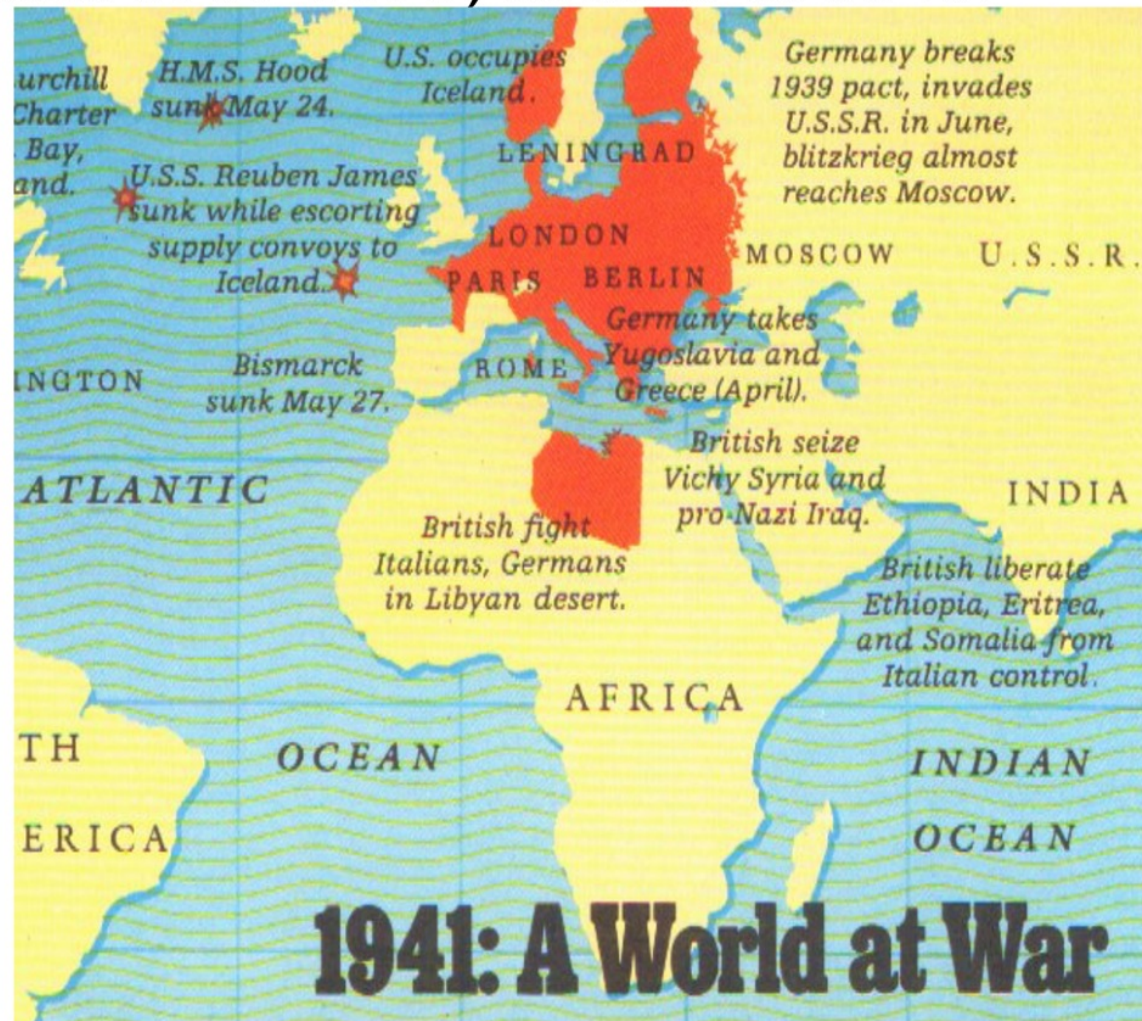 U.S. occupies
Iceland.
Germany breaks
1939 pact, invades
U.S.S.R. in June,
blitzkrieg almost
reaches Moscow.
urchill
Charter
Bay,
and.
H.M.S. Hood
sunk May 24.
U.S.S. Reuben James
sunk while escorting
supply convoys to
Iceland.
LENINGRAD
LONDON
MOSCOW
U.S.S.R.
PARIS
BERLIN
Germany takes
Yugoslavia and
Greece (April).
INGTON
Bismarck
sunk May 27.
ROME
British seize
Vichy Syria and
pro-Nazi Iraq.
ATLANTIC
INDIA
British fight
Italians, Germans
in Libyan desert.
British liberate
Ethiopia, Eritrea,
and Somalia from
Italian control.
AFRICA
TH
ERICA
OCEAN
INDIAN
OCEAN
1941: A World at War